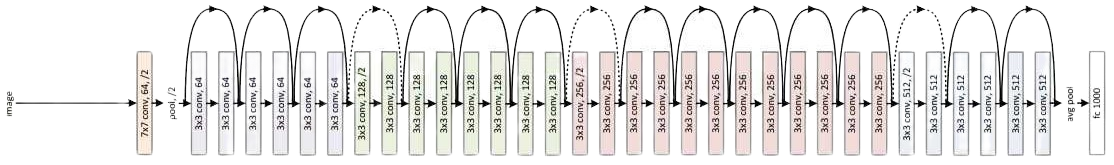 image
7x7 conv, 64, /2
pool, /2
3x3 conv, 64
3x3 conv, 64
3x3 conv, 64
3x3 conv, 64
3x3 conv, 64
3x3 conv, 64
3x3 conv, 128, /2
3x3 conv, 128
3x3 conv, 128
3x3 conv, 128
3x3 conv, 128
3x3 conv, 128
3x3 conv, 128
3x3 conv, 128
3x3 conv, 256, /2
3x3 conv, 256
3x3 conv, 256
3x3 conv, 256
3x3 conv, 256
3x3 conv, 256
3x3 conv, 256
3x3 conv, 256
3x3 conv, 256
3x3 conv, 256
3x3 conv, 256
3x3 conv, 256
3x3 conv, 512, /2
3x3 conv, 512
3x3 conv, 512
3x3 conv, 512
3x3 conv, 512
3x3 conv, 512
avg pool
fc 1000